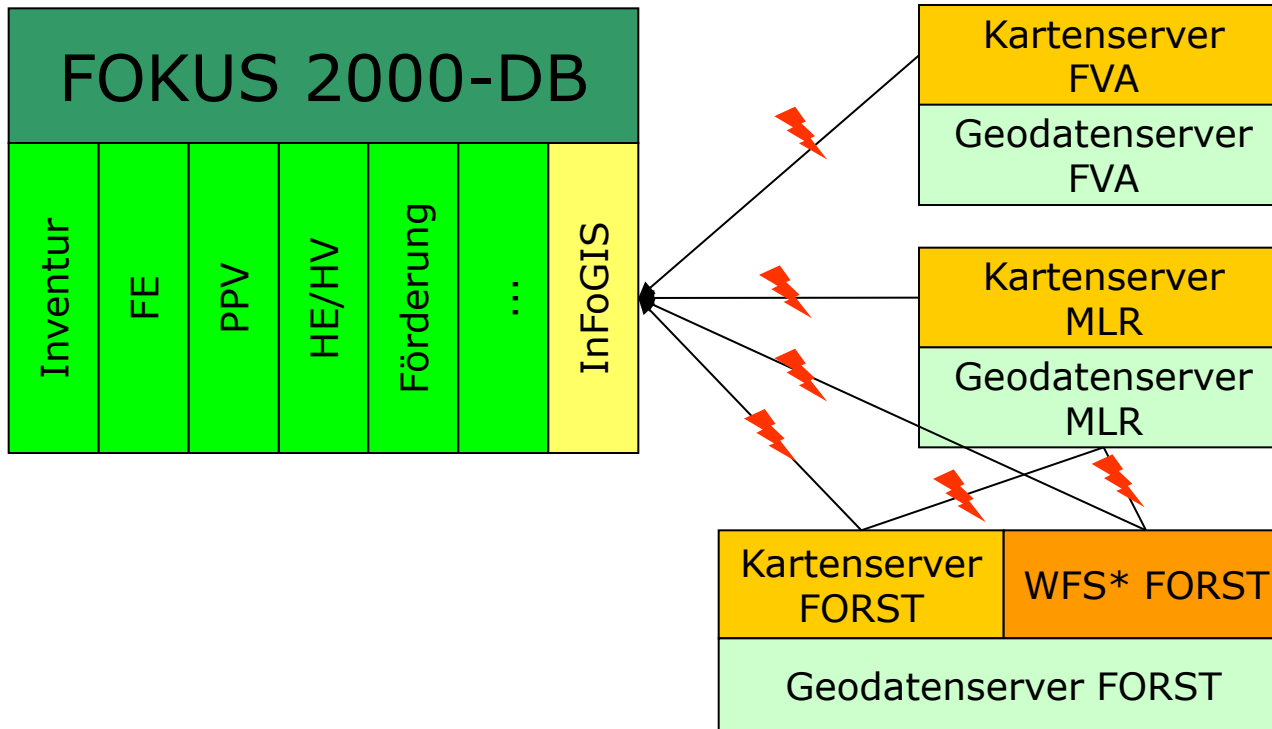 FOKUS 2000-DB
Inventur
FE
PPV
HE/HV
Förderung
...
InFoGIS
Kartenserver
FVA
Geodatenserver
FVA
Kartenserver
MLR
Geodatenserver
MLR
Kartenserver
FORST
WFS* FORST
Geodatenserver FORST